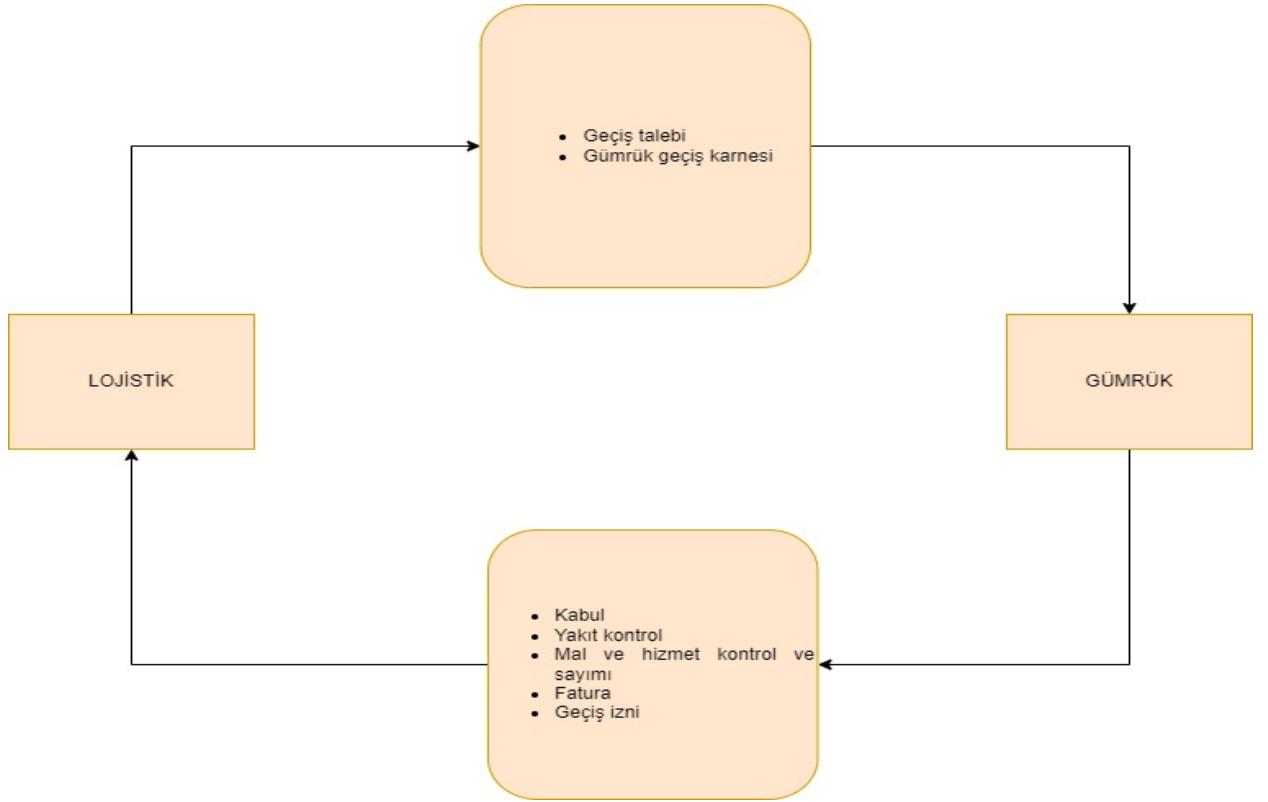 Geçiş talebi
Gümrük geçiş karnesi
LOJİSTİK
GÜMRÜK
Kabul
Yakıt kontrol
Mal ve hizmet kontrol ve
sayımı
Fatura
Geçiş izni